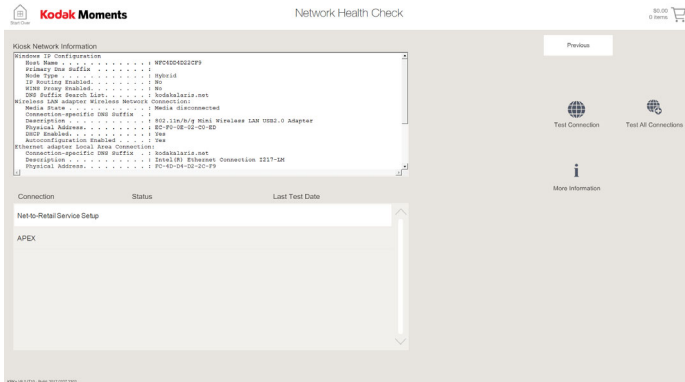 Start Over
Kodak Moments
Network Health Check
$0.00
0 items
Kiosk Network Information
Previous
Windows IP Configuration
Host Name . . . . . . . . . . . . : WFC4DD4D22CF9
Primary Dns Suffix . . . . . . . :
Node Type . . . . . . . . . . . . : Hybrid
IP Routing Enabled. . . . . . . . : No
WINS Proxy Enabled. . . . . . . . : No
DNS Suffix Search List. . . . . . : kodakalaris.net
Wireless LAN adapter Wireless Network Connection:
Media State . . . . . . . . . . . : Media disconnected
Connection-specific DNS Suffix . :
Description . . . . . . . . . . . : 802.11n/b/g Mini Wireless LAN USB2.0 Adapter
Physical Address. . . . . . . . . : EC-F0-0E-02-C0-ED
DHCP Enabled. . . . . . . . . . . : Yes
Autoconfiguration Enabled . . . . : Yes
Ethernet adapter Local Area Connection:
Connection-specific DNS Suffix . : kodakalaris.net
Description . . . . . . . . . . . : Intel(R) Ethernet Connection I217-LM
Physical Address. . . . . . . . . : FC-4D-D4-D2-2C-F9
Test Connection
Test All Connections
More Information
Connection Status Last Test Date
Net-to-Retail Service Setup
APEX